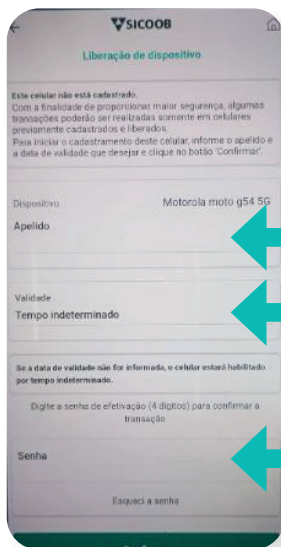 SICOOB
Liberação de dispositivo
Este celular não está cadastrado.
Com a finalidade de proporcionar maior segurança, algumas
transações poderão ser realizadas somente em celulares
previamente cadastrados e liberados.
Para iniciar o cadastramento deste celular, informe o apelido e
a data de validade que desejar e clique no botão 'Confirmar'.
Dispositivo Motorola moto g54 5G
Apelido
Validade
Tempo indeterminado
Se a data de validade não for informada, o celular estará habilitado
por tempo indeterminado.
Digite a senha de efetivação (4 dígitos) para confirmar a
transação
Senha
Esqueci a senha